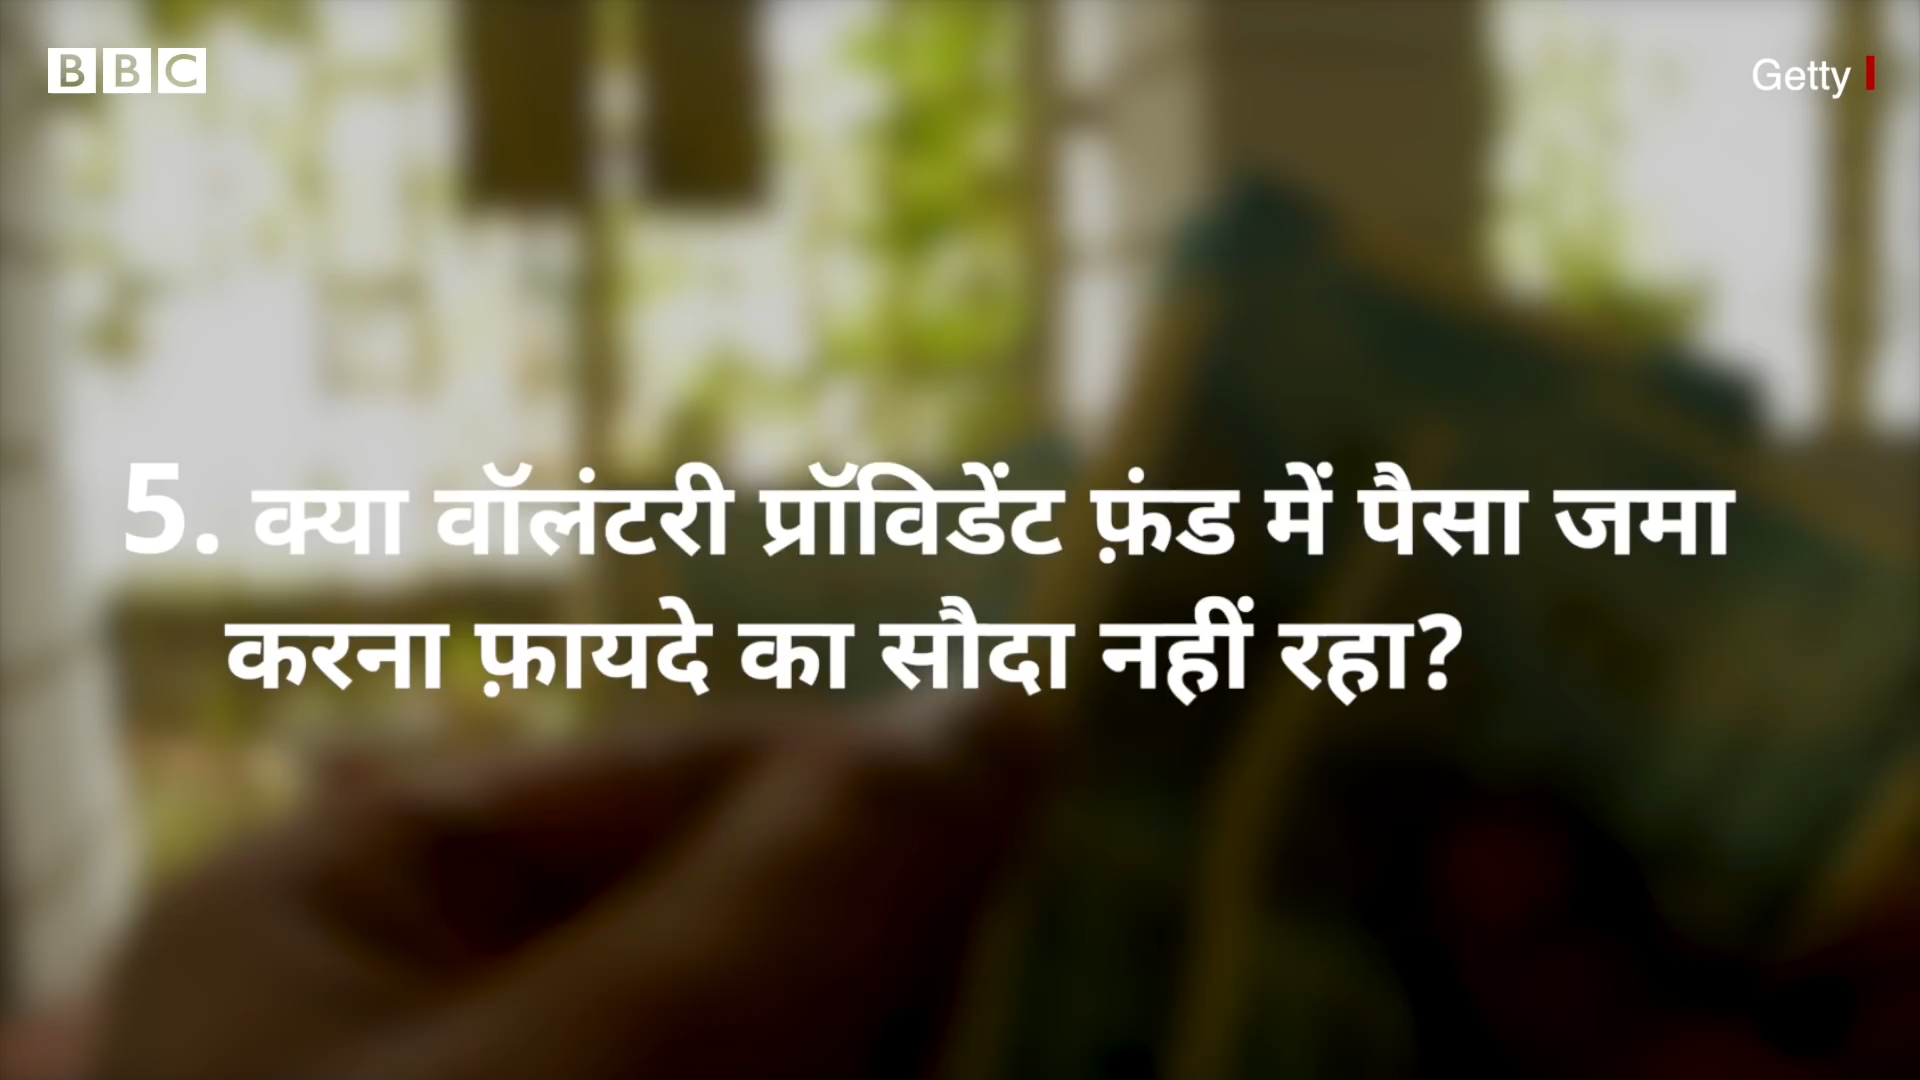 BBC
Getty
5. क्या वॉलंटरी प्रॉविडेंट फ़ंड में पैसा जमा
करना फ़ायदे का सौदा नहीं रहा?